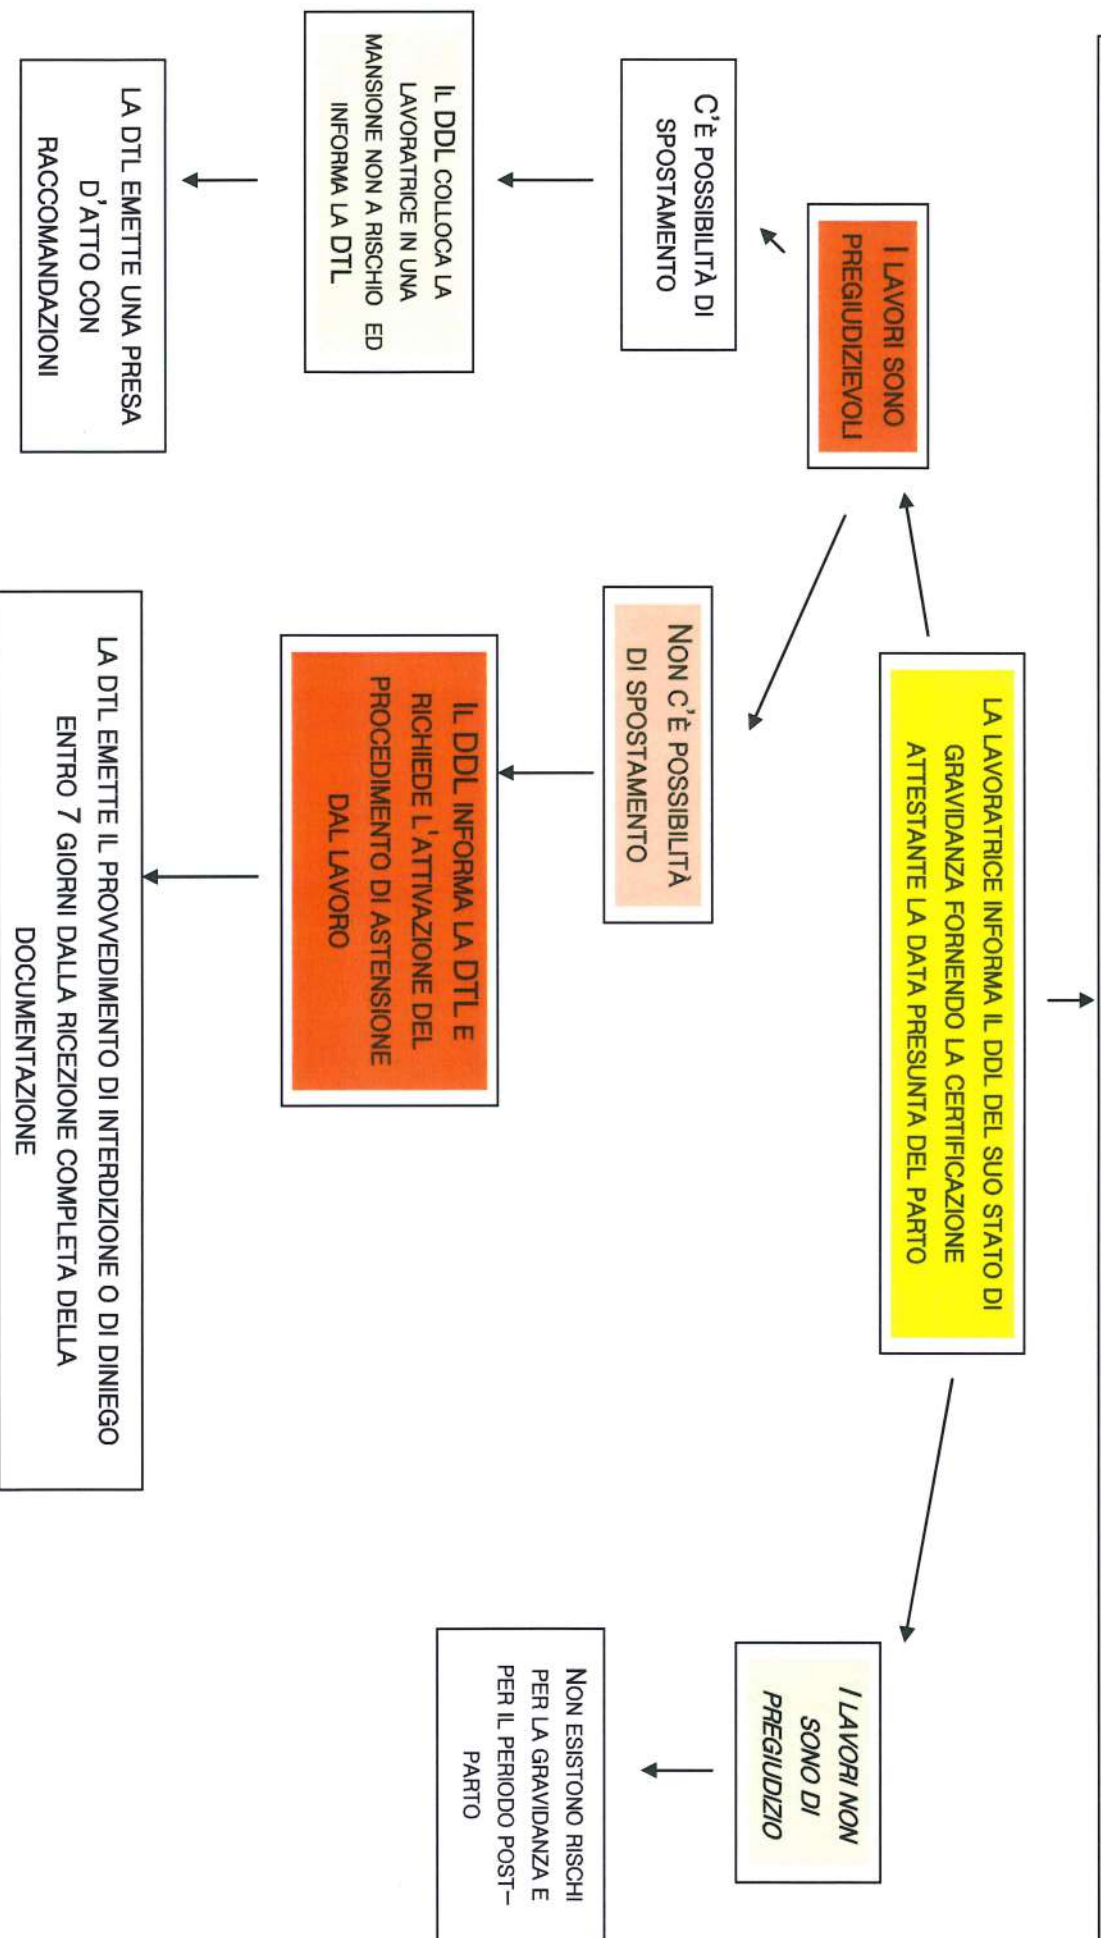 LA LAVORATRICE INFORMA IL DDL DEL SUO STATO DI
GRAVIDANZA FORNENDO LA CERTIFICAZIONE
ATTESTANTE LA DATA PRESUNTA DEL PARTO
I LAVORI SONO
PREGIUDIZIEVOLI
I LAVORI NON
SONO DI
PREGIUDIZIO
C'È POSSIBILITÀ DI
SPOSTAMENTO
NON C'È POSSIBILITÀ
DI SPOSTAMENTO
NON ESISTONO RISCHI
PER LA GRAVIDANZA E
PER IL PERIODO POST-
PARTO
IL DDL COLLOCA LA
LAVORATRICE IN UNA
MANSIONE NON A RISCHIO ED
INFORMA LA DTL
IL DDL INFORMA LA DTL E
RICHIEDE L'ATTIVAZIONE DEL
PROCEDIMENTO DI ASTENSIONE
DAL LAVORO
LA DTL EMETTE UNA PRESA
D'ATTO CON
RACCOMANDAZIONI
LA DTL EMETTE IL PROVVEDIMENTO DI INTERDIZIONE O DI DINIEGO
ENTRO 7 GIORNI DALLA RICEZIONE COMPLETA DELLA
DOCUMENTAZIONE